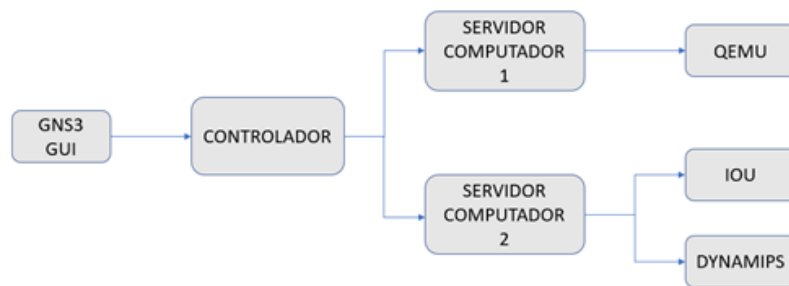 GNS3
GUI
CONTROLADOR
SERVIDOR
COMPUTADOR
1
QEMU
SERVIDOR
COMPUTADOR
2
IOU
DYNAMIPS